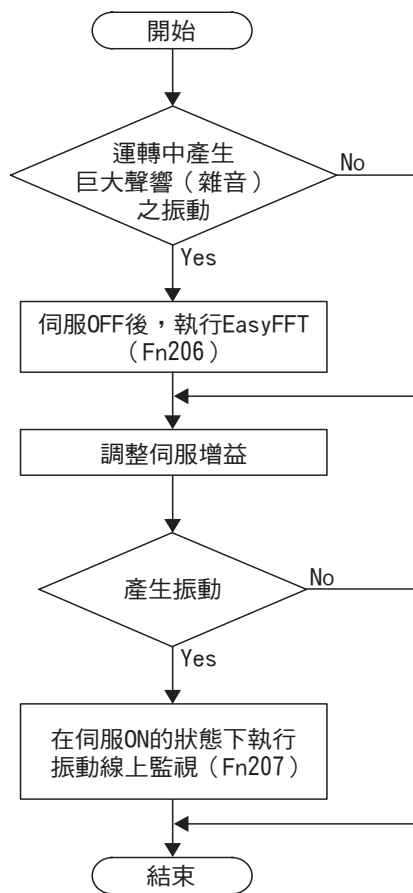 開始
運轉中產生
巨大聲響（雜音）
之振動
No
Yes
伺服OFF後，執行EasyFFT
（Fn206）
調整伺服增益
產生振動
No
Yes
在伺服ON的狀態下執行
振動線上監視（Fn207）
結束